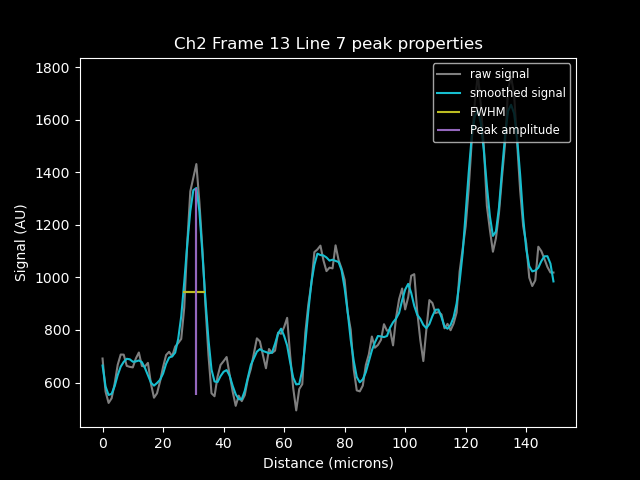 Ch2 Frame 13 Line 7 peak properties
raw signal
smoothed signal
FWHM
Peak amplitude
Signal (AU)
1800
1600
1400
1200
1000
800
600
0 20 40 60 80 100 120 140
Distance (microns)